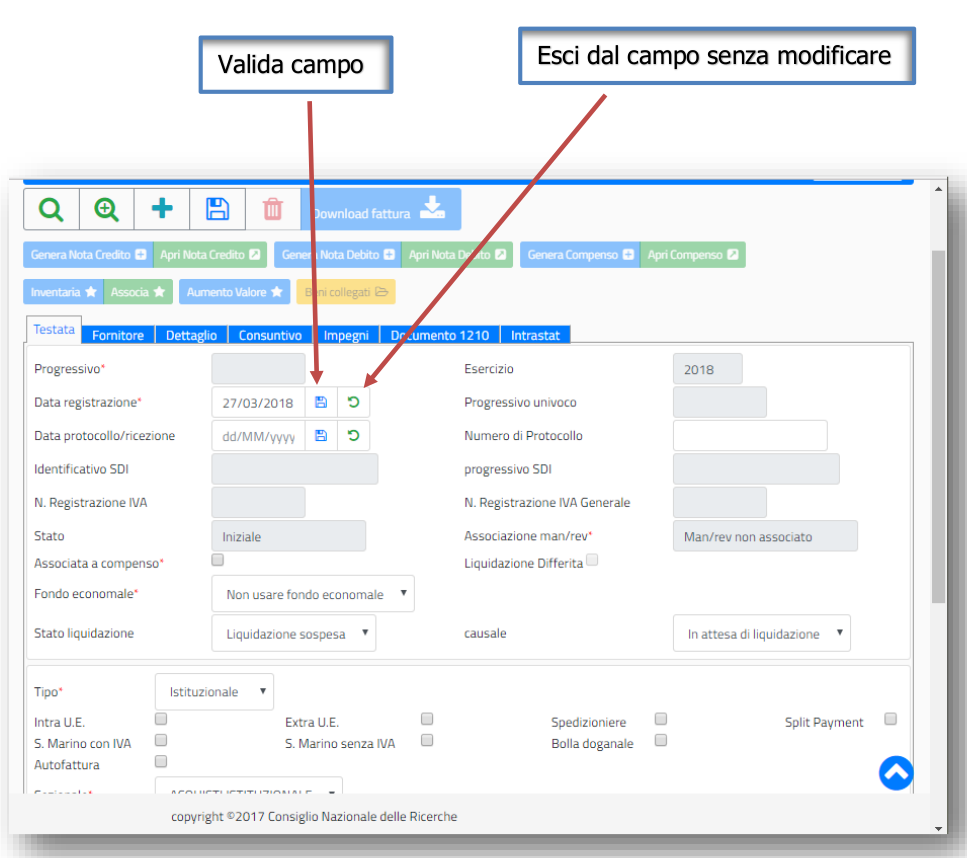 Valida campo
Esci dal campo senza modificare
Download fattura
Genera Nota Credito Apri Nota Credito Genera Nota Debito Apri Nota Debito Genera Compenso Apri Compenso
Inventaria Associa Aumento Valore Beni collegati
Testata Fornitore Dettaglio Consuntivo Impegni Documento 1210 Intrastat
Progressivo* Esercizio 2018
Data registrazione* 27/03/2018 Progressivo univoco
Data protocollo/ricezione dd/MM/yyyy Numero di Protocollo
Identificativo SDI progressivo SDI
N. Registrazione IVA N. Registrazione IVA Generale
Stato Iniziale Associazione man/rev* Man/rev non associato
Associata a compenso* Liquidazione Differita
Fondo economale* Non usare fondo economale
Stato liquidazione Liquidazione sospesa causale In attesa di liquidazione
Tipo* Istituzionale
Intra U.E. Extra U.E. Spedizioniere Split Payment
S. Marino con IVA S. Marino senza IVA Bolla doganale
Autofattura
copyright ©2017 Consiglio Nazionale delle Ricerche